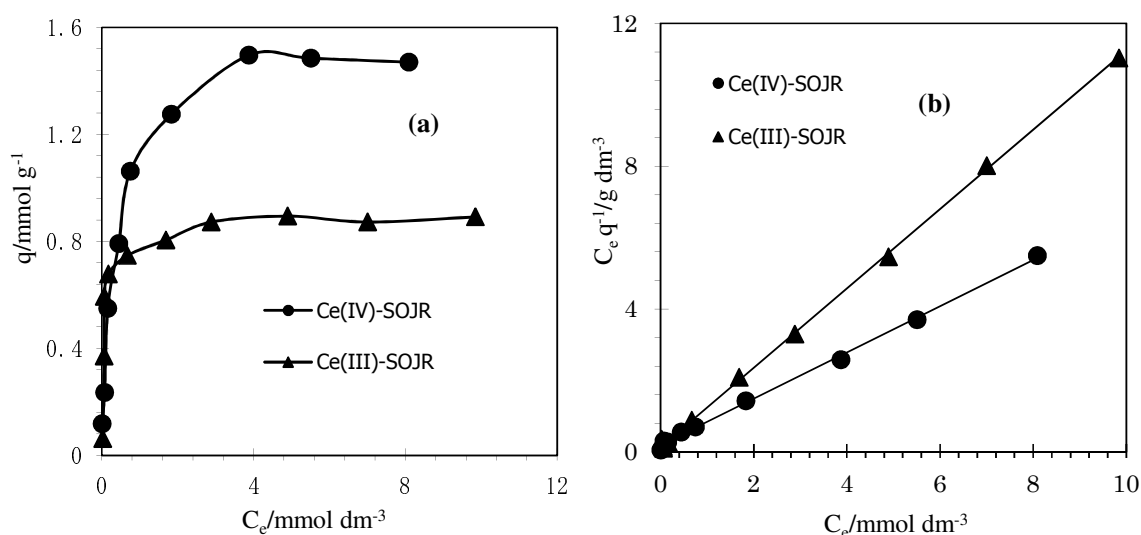 1.6
1.2
0.8
0.4
0
0
4
8
12
q/mmol g-1
Ce/mmol dm-3
(a)
Ce(IV)-SOJR
Ce(III)-SOJR
12
8
4
0
0
2
4
6
8
10
Ce q-1/g dm-3
Ce/mmol dm-3
(b)
Ce(IV)-SOJR
Ce(III)-SOJR